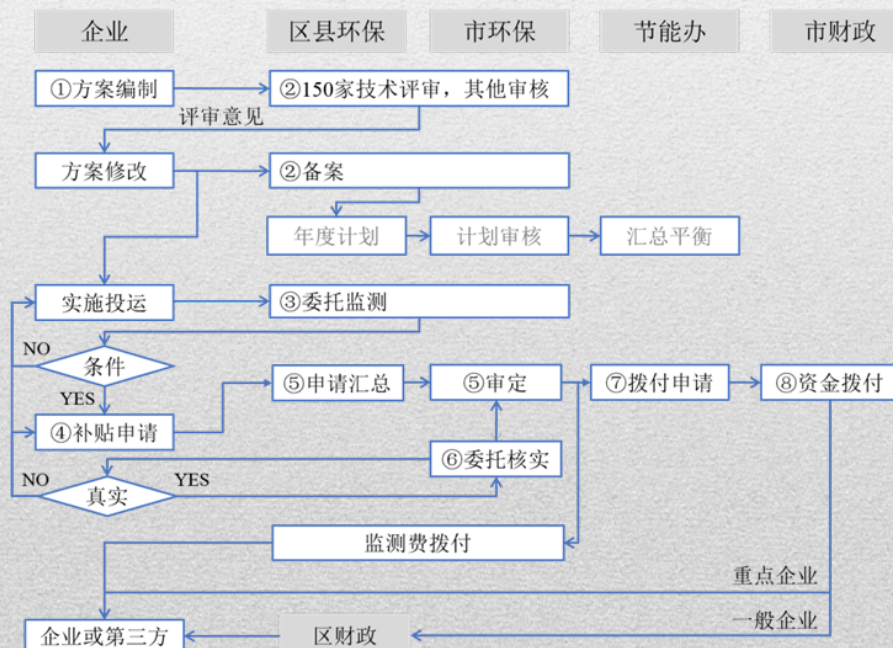 企业
区县环保
市环保
节能办
市财政
①方案编制
②150家技术评审，其他审核
评审意见
方案修改
②备案
年度计划
计划审核
汇总平衡
实施投运
③委托监测
NO
条件
YES
⑤申请汇总
⑤审定
⑦拨付申请
⑧资金拨付
④补贴申请
⑥委托核实
NO
真实
YES
监测费拨付
重点企业
一般企业
企业或第三方
区财政